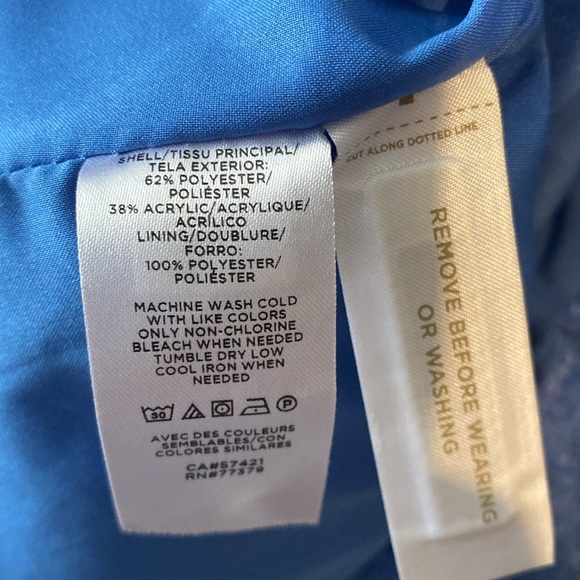 SHELL/TISSU PRINCIPAL/
TELA EXTERIOR:
62% POLYESTER/
POLIÉSTER
38% ACRYLIC/ACRYLIQUE/
ACRÍLICO
LINING/DOUBLURE/
FORRO:
100% POLYESTER/
POLIÉSTER
MACHINE WASH COLD
WITH LIKE COLORS
ONLY NON-CHLORINE
BLEACH WHEN NEEDED
TUMBLE DRY LOW
COOL IRON WHEN
NEEDED
30 P
AVEC DES COULEURS
SEMBLABLES/CON
COLORES SIMILARES
CA#57421
RN#77379
CUT ALONG DOTTED LINE
REMOVE BEFORE WEARING
OR WASHING